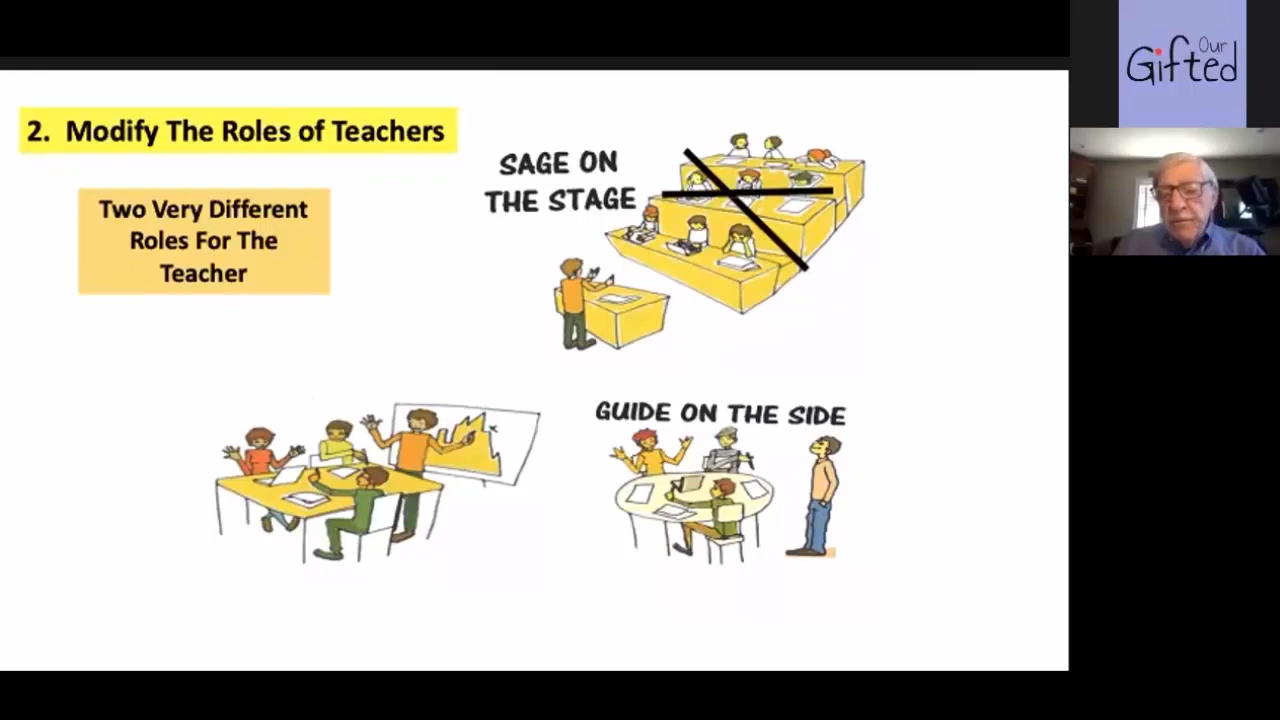 2. Modify The Roles of Teachers
Two Very Different
Roles For The
Teacher
SAGE ON
THE STAGE
GUIDE ON THE SIDE
Our
Gifted